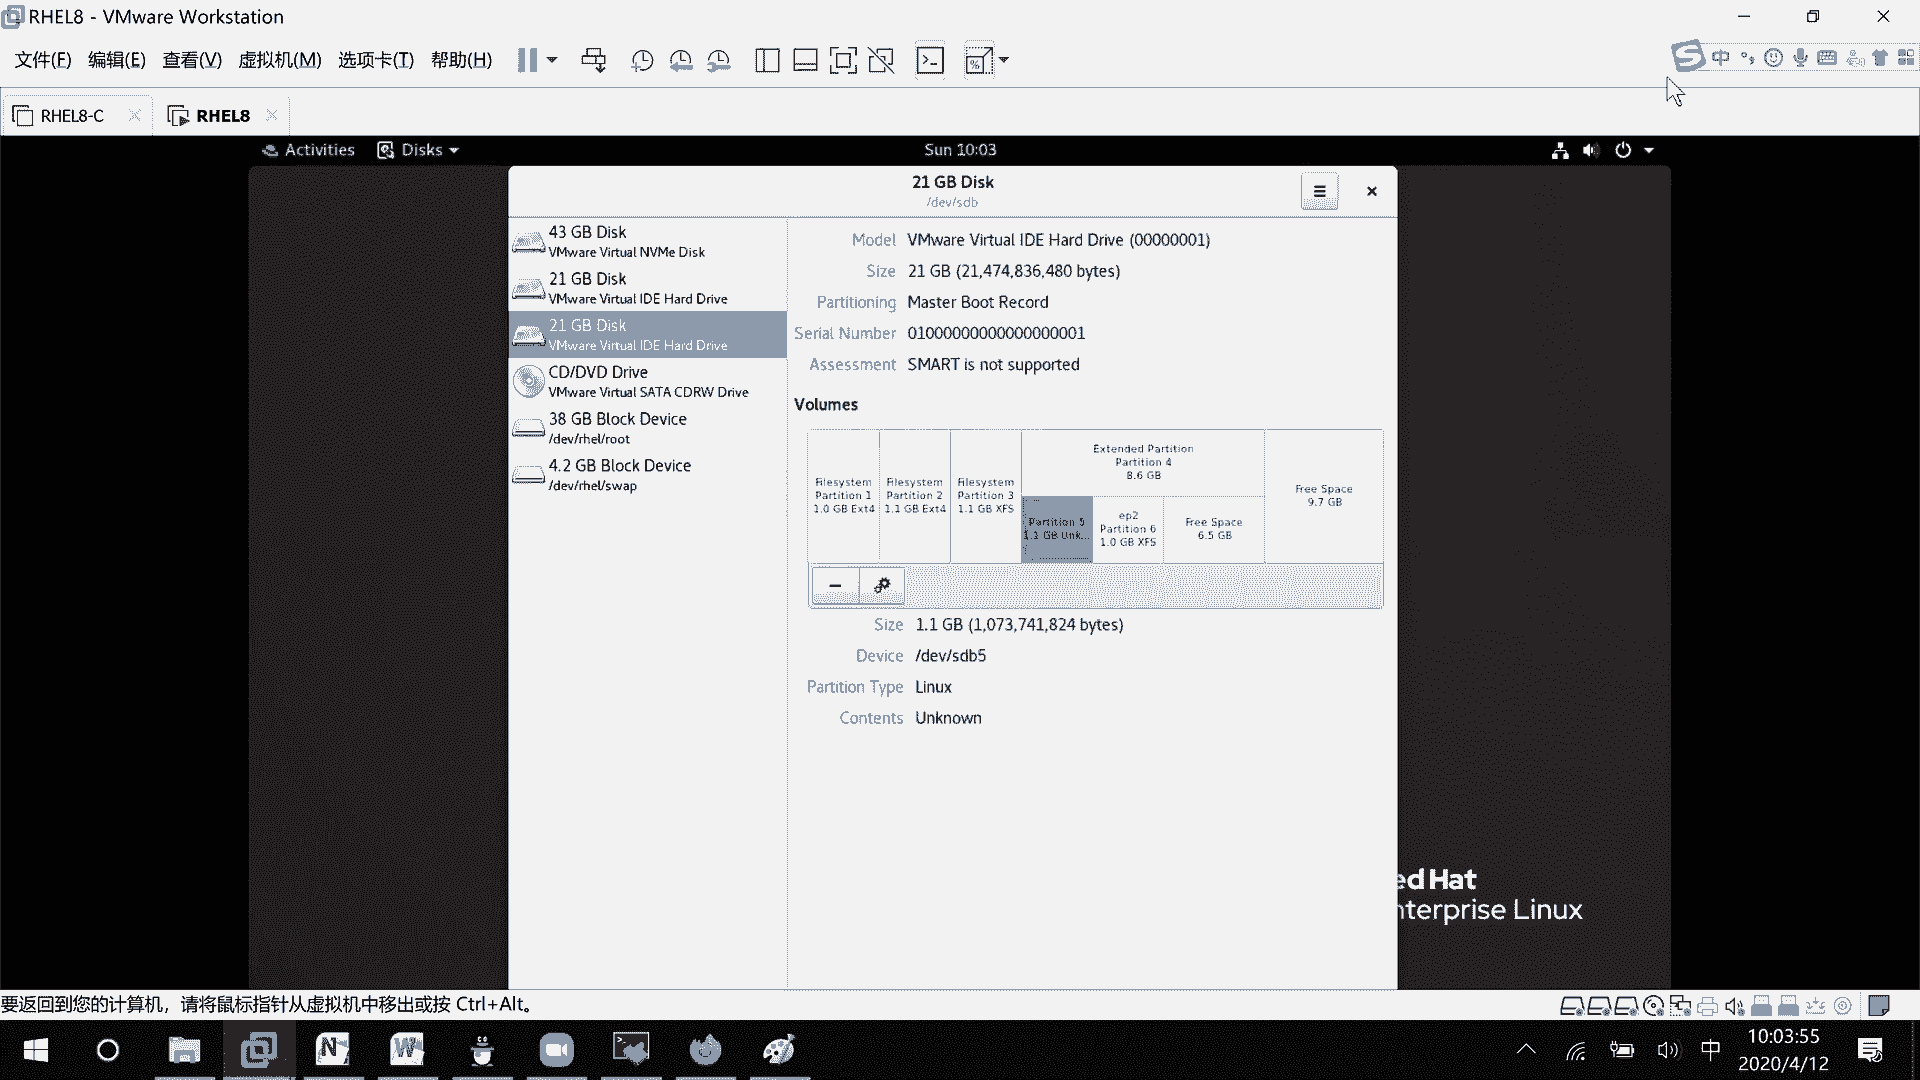 RHEL8 - VMware Workstation
文件(F) 编辑(E) 查看(V) 虚拟机(M) 选项卡(T) 帮助(H)
中
RHEL8-C RHEL8
Activities Disks Sun 10:03
21 GB Disk
/dev/sdb
43 GB Disk
VMware Virtual NVMe Disk
21 GB Disk
VMware Virtual IDE Hard Drive
21 GB Disk
VMware Virtual IDE Hard Drive
CD/DVD Drive
VMware Virtual SATA CDRW Drive
38 GB Block Device
/dev/rhel/root
4.2 GB Block Device
/dev/rhel/swap
Model VMware Virtual IDE Hard Drive (00000001)
Size 21 GB (21,474,836,480 bytes)
Partitioning Master Boot Record
Serial Number 01000000000000000001
Assessment SMART is not supported
Volumes
Filesystem
Partition 1
1.0 GB Ext4
Filesystem
Partition 2
1.1 GB Ext4
Filesystem
Partition 3
1.1 GB XFS
Extended Partition
Partition 4
8.6 GB
Partition 5
1.1 GB Unk...
ep2
Partition 6
1.0 GB XFS
Free Space
6.5 GB
Free Space
9.7 GB
Size 1.1 GB (1,073,741,824 bytes)
Device /dev/sdb5
Partition Type Linux
Contents Unknown
ed Hat
nterprise Linux
要返回到您的计算机，请将鼠标指针从虚拟机中移出或按 Ctrl+Alt。
中
10:03:55
2020/4/12